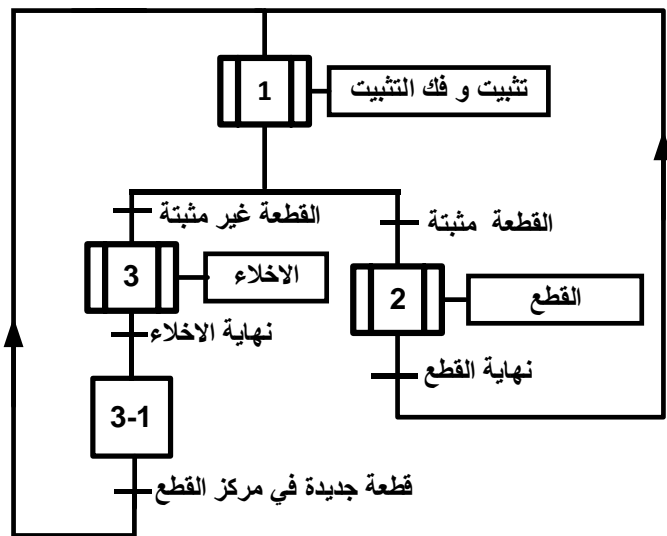 1
تثبيت و فك التثبيت
القطعة غير مثبتة
القطعة مثبتة
3
الاخلاء
2
القطع
نهاية الاخلاء
نهاية القطع
3-1
قطعة جديدة في مركز القطع